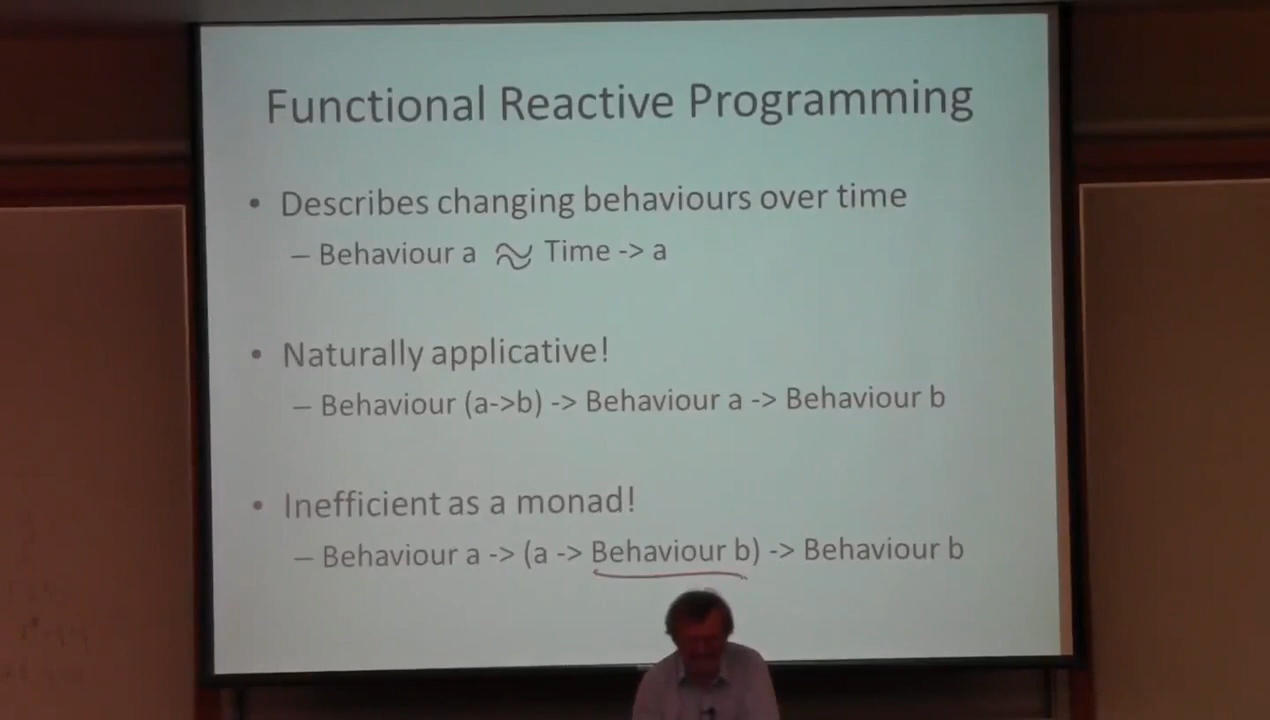 Functional Reactive Programming
• Describes changing behaviours over time
– Behaviour a ≈ Time -> a
• Naturally applicative!
– Behaviour (a->b) -> Behaviour a -> Behaviour b
• Inefficient as a monad!
– Behaviour a -> (a -> Behaviour b) -> Behaviour b